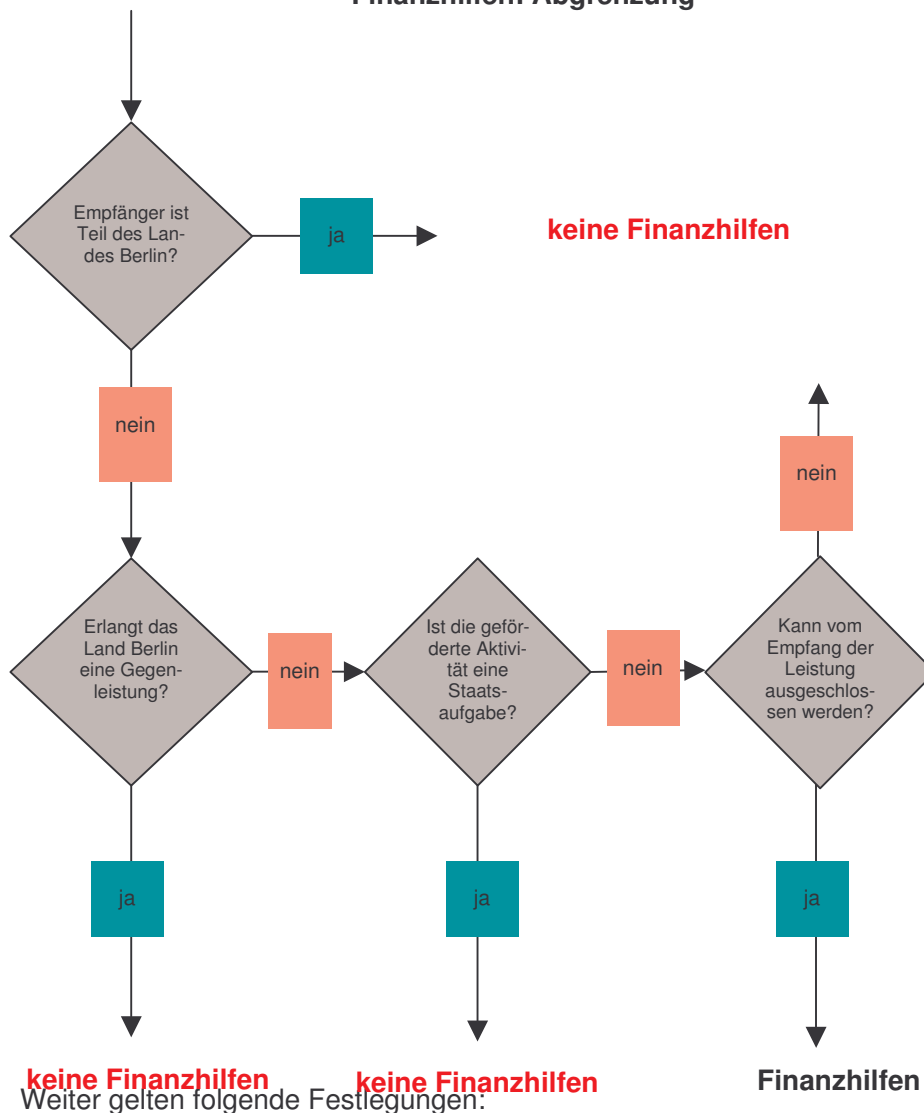 Finanzhilfen: Abgrenzung
Empfänger ist
Teil des Lan-
des Berlin?
ja
keine Finanzhilfen
nein
nein
Erlangt das
Land Berlin
eine Gegen-
leistung?
nein
Ist die geför-
derte Aktivi-
tät eine
Staats-
aufgabe?
nein
Kann vom
Empfang der
Leistung
ausgeschlos-
sen werden?
ja
ja
ja
keine Finanzhilfen
keine Finanzhilfen
Finanzhilfen
Weiter gelten folgende Festlegungen: